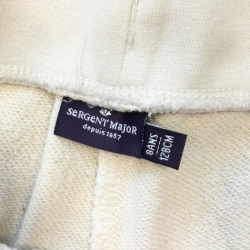 SERGENT MAJOR
depuis 1987
8ANS
128CM